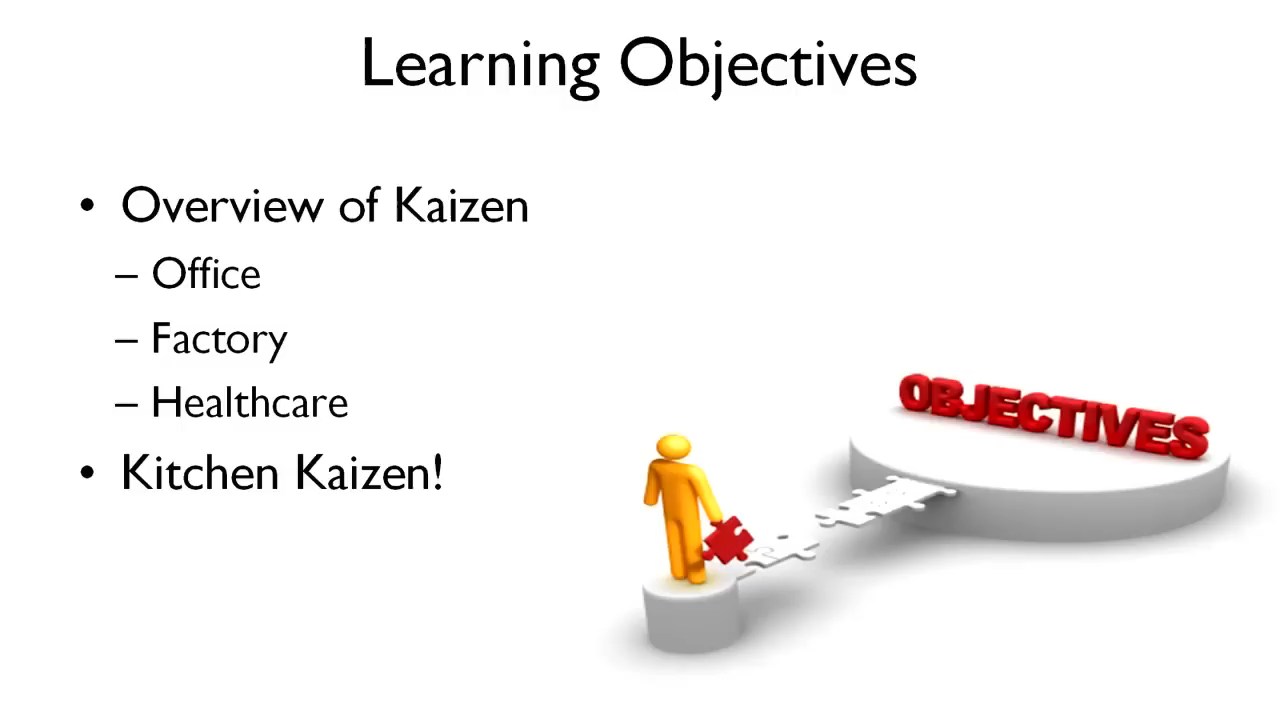 Learning Objectives
• Overview of Kaizen
– Office
– Factory
– Healthcare
• Kitchen Kaizen!
OBJECTIVES